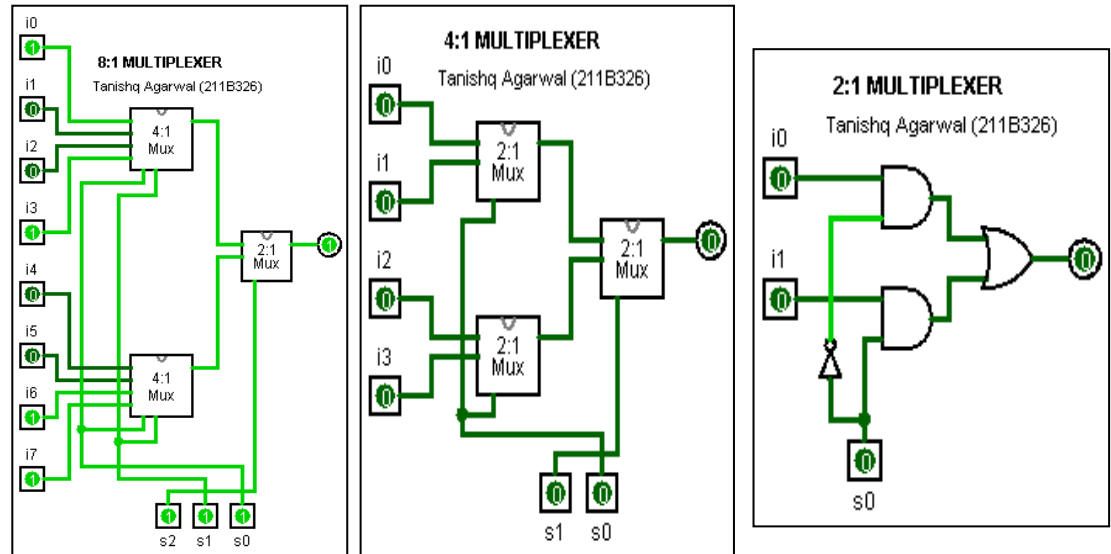 i0
1
8:1 MULTIPLEXER
Tanishq Agarwal (211B326)
i1
0
4:1
Mux
i2
0
i3
1
2:1
Mux
1
i4
0
i5
0
4:1
Mux
i6
1
i7
1
1
1
1
s2
s1
s0
4:1 MULTIPLEXER
Tanishq Agarwal (211B326)
i0
0
2:1
Mux
i1
0
2:1
Mux
0
i2
0
2:1
Mux
i3
0
0
0
s1
s0
2:1 MULTIPLEXER
Tanishq Agarwal (211B326)
i0
0
i1
0
0
0
s0